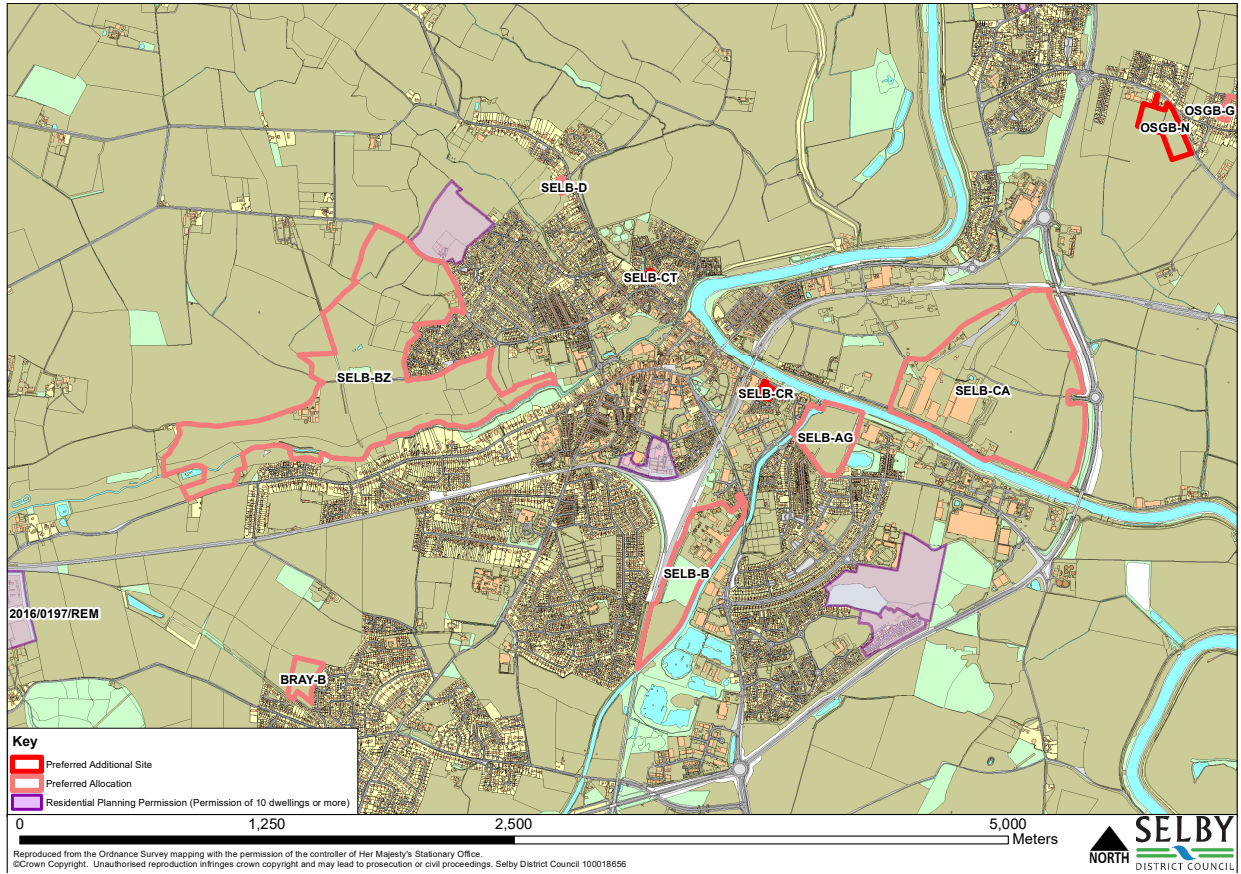 OSGB-G
OSGB-N
SELB-D
SELB-CT
SELB-BZ
SELB-CR
SELB-CA
SELB-AG
SELB-B
2016/0197/REM
BRAY-B
Key
Preferred Additional Site
Preferred Allocation
Residential Planning Permission (Permission of 10 dwellings or more)
0 1,250 2,500 5,000
Meters
Reproduced from the Ordnance Survey mapping with the permission of the controller of Her Majesty's Stationary Office.
©Crown Copyright. Unauthorised reproduction infringes crown copyright and may lead to prosecution or civil proceedings. Selby District Council 100018656
NORTH
SELBY
DISTRICT COUNCIL